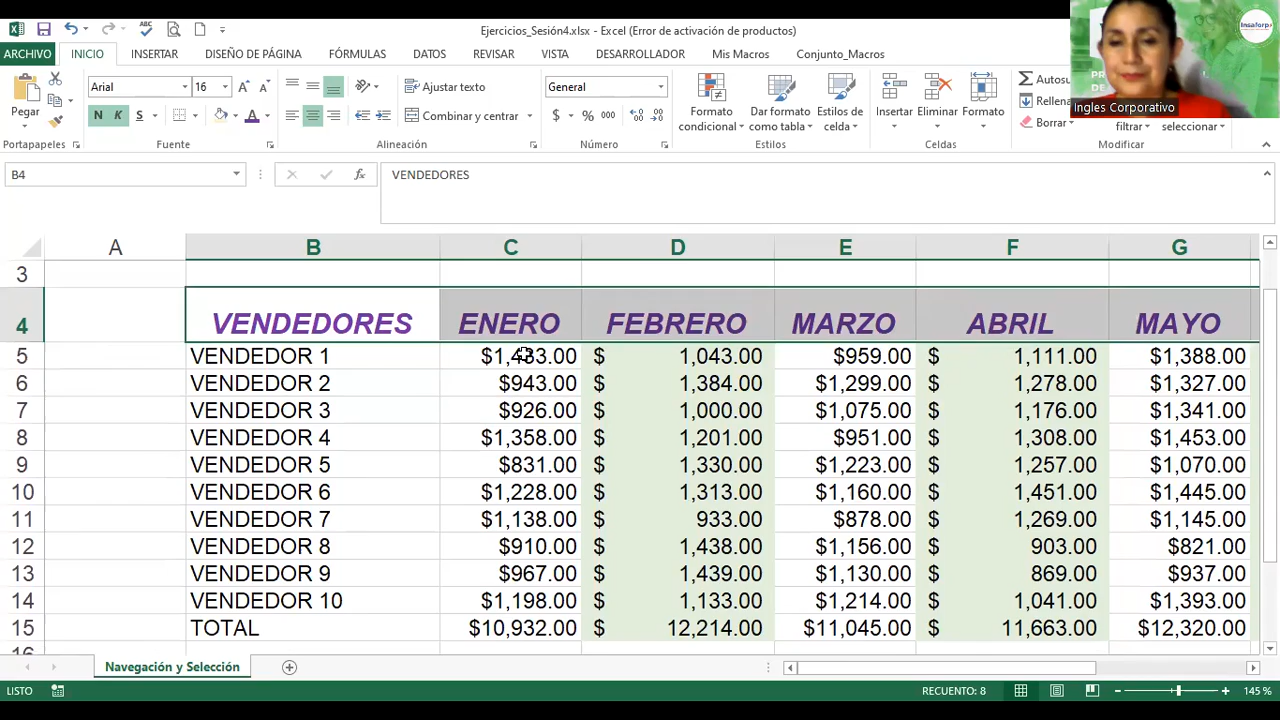 Ejercicios_Sesión4.xlsx - Excel (Error de activación de productos)
ARCHIVO INICIO INSERTAR DISEÑO DE PÁGINA FÓRMULAS DATOS REVISAR VISTA DESARROLLADOR Mis Macros Conjunto_Macros
Insaforp
Ingles Corporativo
Pegar
Arial 16
N K S
Ajustar texto
Combinar y centrar
General
$ % 000
Formato condicional
Dar formato como tabla
Estilos de celda
Insertar Eliminar Formato
Autosu
Rellena
Borrar
filtrar seleccionar
Portapapeles Fuente Alineación Número Estilos Celdas Modificar
B4 fx VENDEDORES
A B C D E F G
3
4 VENDEDORES ENERO FEBRERO MARZO ABRIL MAYO
5 VENDEDOR 1 $1,433.00 $ 1,043.00 $959.00 $ 1,111.00 $1,388.00
6 VENDEDOR 2 $943.00 $ 1,384.00 $1,299.00 $ 1,278.00 $1,327.00
7 VENDEDOR 3 $926.00 $ 1,000.00 $1,075.00 $ 1,176.00 $1,341.00
8 VENDEDOR 4 $1,358.00 $ 1,201.00 $951.00 $ 1,308.00 $1,453.00
9 VENDEDOR 5 $831.00 $ 1,330.00 $1,223.00 $ 1,257.00 $1,070.00
10 VENDEDOR 6 $1,228.00 $ 1,313.00 $1,160.00 $ 1,451.00 $1,445.00
11 VENDEDOR 7 $1,138.00 $ 933.00 $878.00 $ 1,269.00 $1,145.00
12 VENDEDOR 8 $910.00 $ 1,438.00 $1,156.00 $ 903.00 $821.00
13 VENDEDOR 9 $967.00 $ 1,439.00 $1,130.00 $ 869.00 $937.00
14 VENDEDOR 10 $1,198.00 $ 1,133.00 $1,214.00 $ 1,041.00 $1,393.00
15 TOTAL $10,932.00 $ 12,214.00 $11,045.00 $ 11,663.00 $12,320.00
Navegación y Selección
LISTO RECUENTO: 8 145 %